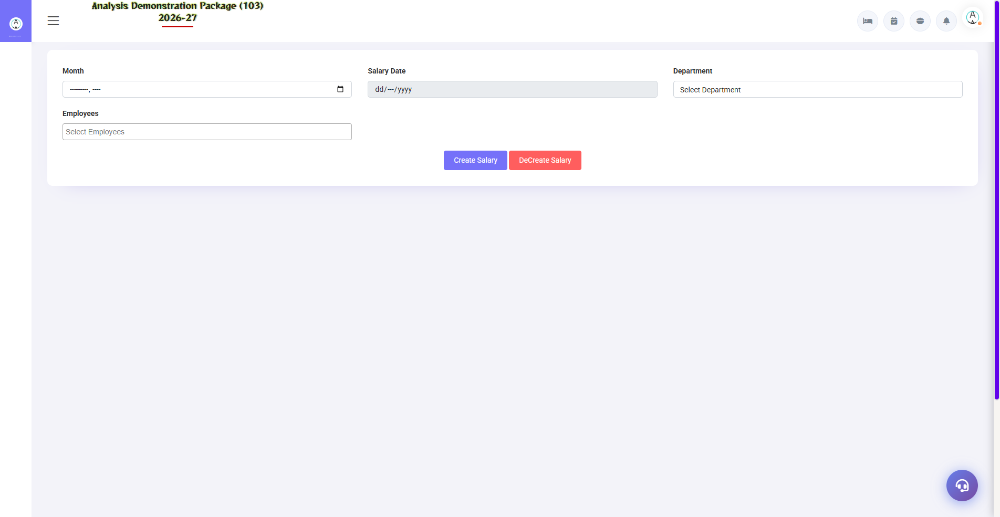 Analysis Demonstration Package (103)
2026-27
Month
Salary Date
Department
---------, ----
dd/---/yyyy
Select Department
Employees
Select Employees
Create Salary
DeCreate Salary